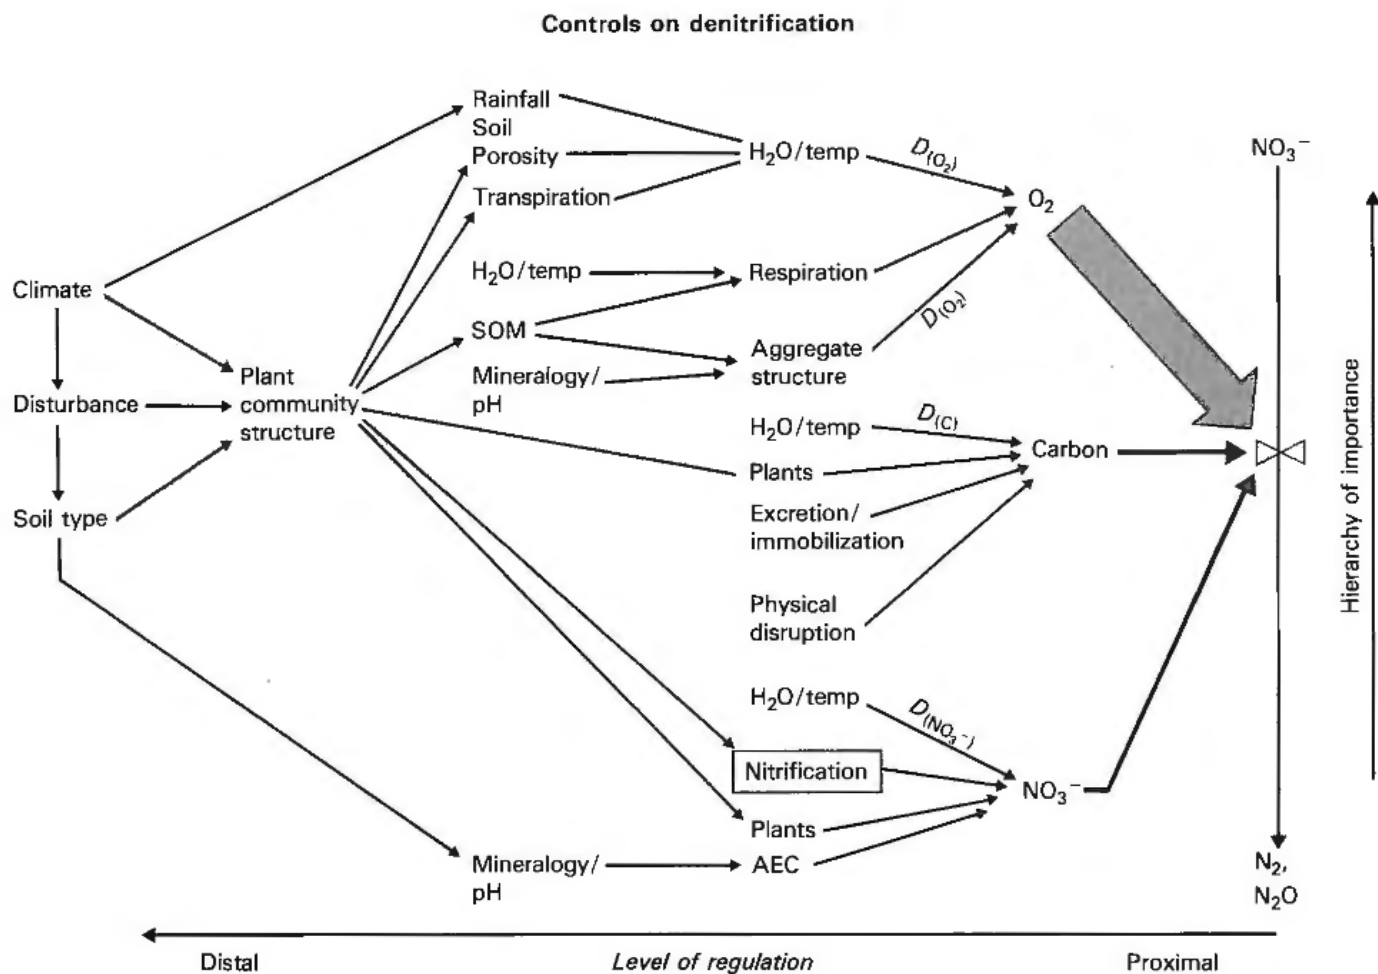 Controls on denitrification
Rainfall
Soil
Porosity
Transpiration
H₂O/temp
SOM
Mineralogy/
pH
Climate
Disturbance
Soil type
Plant
community
structure
Mineralogy/
pH
H₂O/temp
Respiration
Aggregate
structure
H₂O/temp
Plants
Excretion/
immobilization
Physical
disruption
H₂O/temp
Nitrification
Plants
AEC
D(O₂)
D(O₂)
D(C)
D(NO₃⁻)
O₂
Carbon
NO₃⁻
NO₃⁻
N₂,
N₂O
Hierarchy of importance
Distal
Level of regulation
Proximal